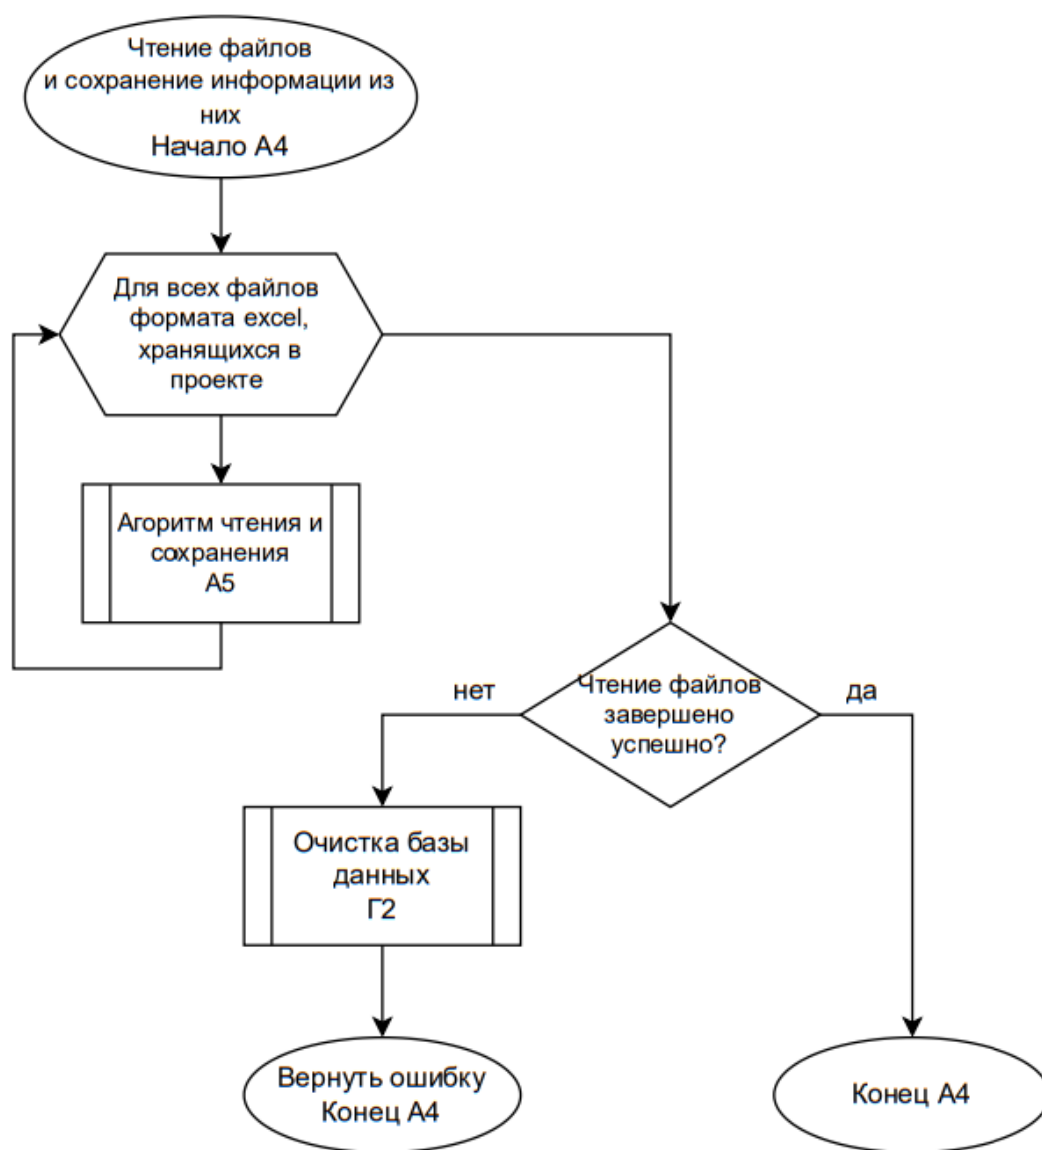 Чтение файлов
и сохранение информации из
них
Начало А4
Для всех файлов
формата excel,
хранящихся в
проекте
Агоритм чтения и
сохранения
А5
нет
Чтение файлов
завершено
успешно?
да
Очистка базы
данных
Г2
Вернуть ошибку
Конец А4
Конец А4